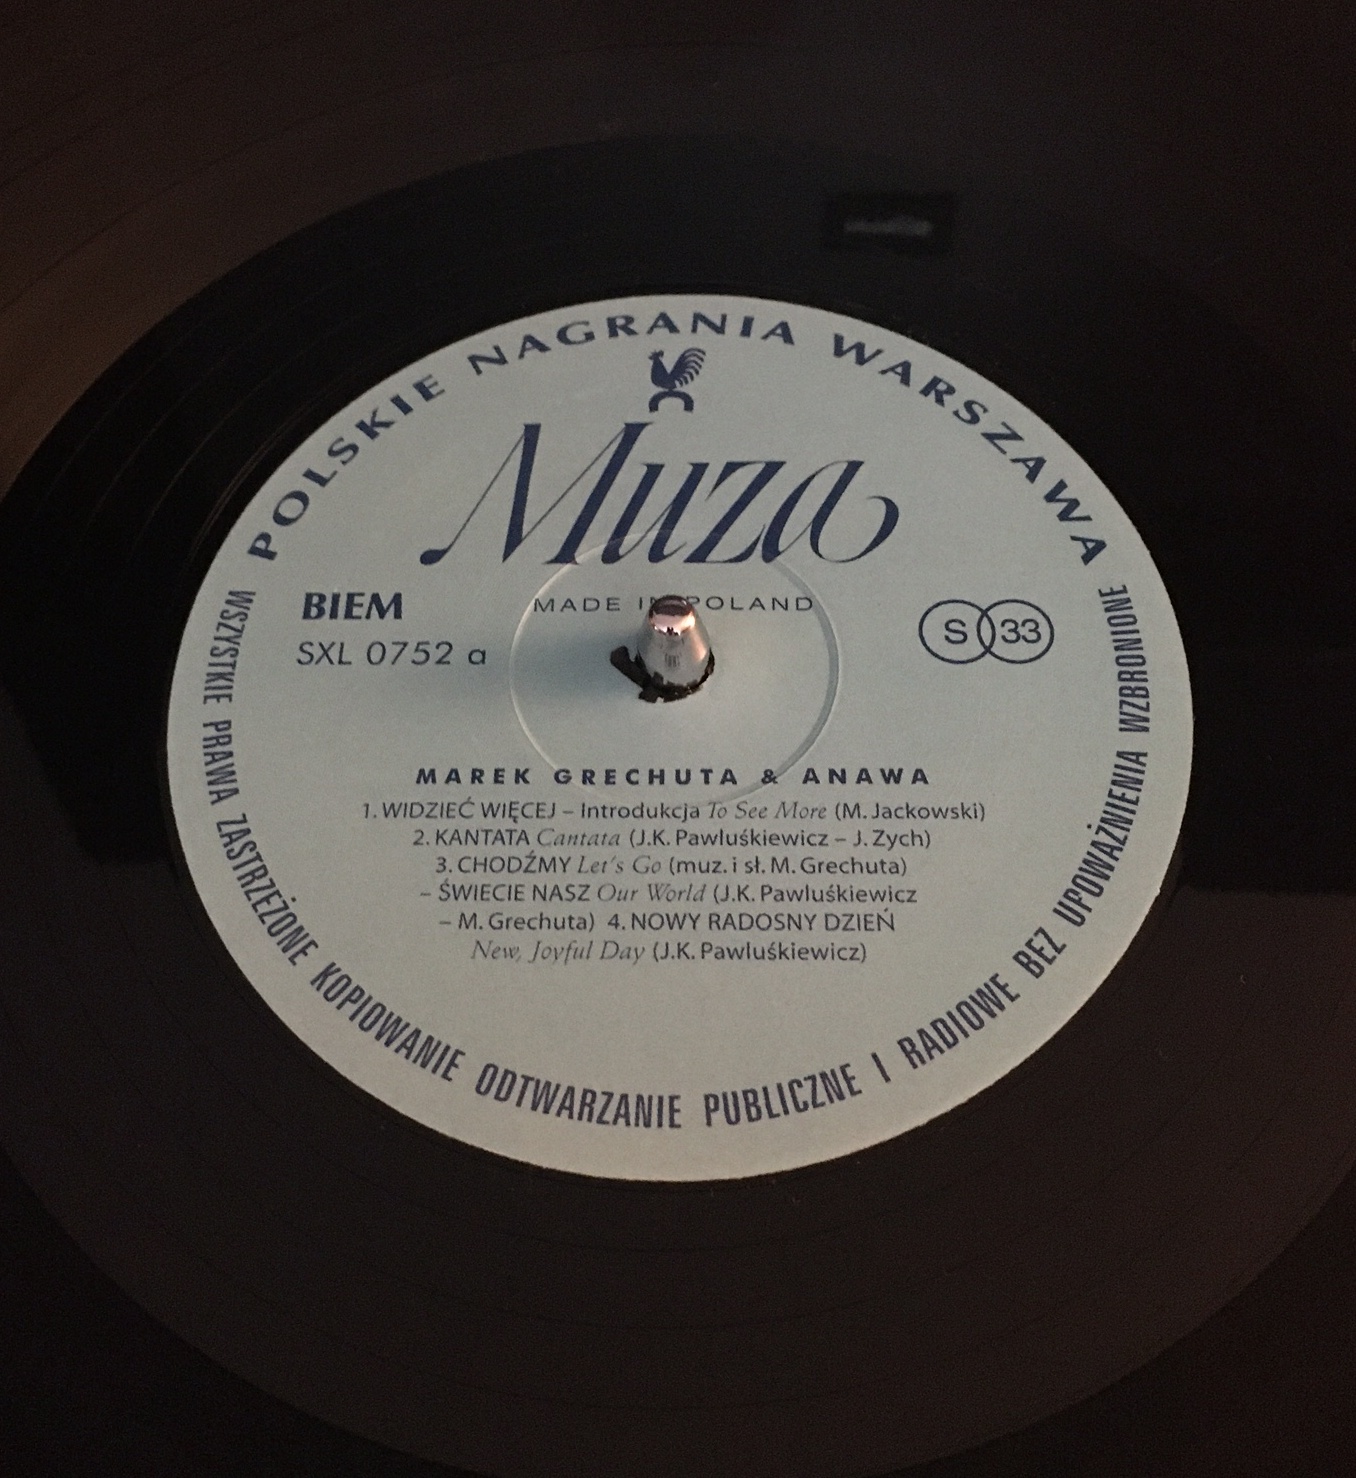 POLSKIE NAGRANIA WARSZAWA
Muza
MADE IN POLAND
BIEM
SXL 0752 a
S 33
MAREK GRECHUTA & ANAWA
1. WIDZIEĆ WIĘCEJ – Introdukcja To See More (M. Jackowski)
2. KANTATA Cantata (J.K. Pawluśkiewicz – J. Zych)
3. CHODŹMY Let's Go (muz. i sł. M. Grechuta)
– ŚWIECIE NASZ Our World (J.K. Pawluśkiewicz
– M. Grechuta) 4. NOWY RADOSNY DZIEŃ
New, Joyful Day (J.K. Pawluśkiewicz)
WSZYSTKIE PRAWA ZASTRZEŻONE KOPIOWANIE ODTWARZANIE PUBLICZNE I RADIOWE BEZ UPOWAŻNIENIA WZBRONIONE